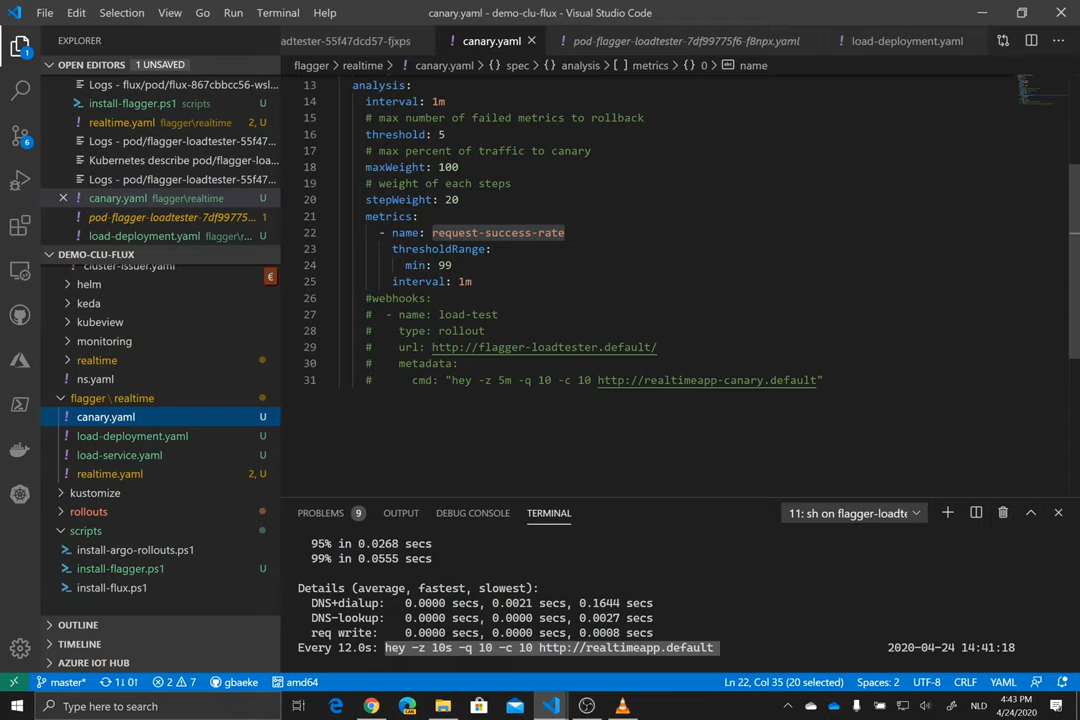 File Edit Selection View Go Run Terminal Help canary.yaml - demo-clu-flux - Visual Studio Code
EXPLORER
OPEN EDITORS 1 UNSAVED
Logs - flux/pod/flux-867cbbcc56-wsl...
install-flagger.ps1 scripts U
realtime.yaml flagger\realtime 2, U
Logs - pod/flagger-loadtester-55f47...
Kubernetes describe pod/flagger-loa...
Logs - pod/flagger-loadtester-55f47...
canary.yaml flagger\realtime U
pod-flagger-loadtester-7df99775... 1
load-deployment.yaml flagger\r... U
DEMO-CLU-FLUX
cluster-issuer.yaml
helm
keda
kubeview
monitoring
realtime
ns.yaml
flagger \ realtime
canary.yaml U
load-deployment.yaml U
load-service.yaml U
realtime.yaml 2, U
kustomize
rollouts
scripts
install-argo-rollouts.ps1
install-flagger.ps1 U
install-flux.ps1
OUTLINE
TIMELINE
AZURE IOT HUB
adtester-55f47dcd57-fjxps canary.yaml pod-flagger-loadtester-7df99775f6-f8npx.yaml load-deployment.yaml
flagger > realtime > canary.yaml > {} spec > {} analysis > [ ] metrics > {} 0 > name
13 analysis:
14 interval: 1m
15 # max number of failed metrics to rollback
16 threshold: 5
17 # max percent of traffic to canary
18 maxWeight: 100
19 # weight of each steps
20 stepWeight: 20
21 metrics:
22 - name: request-success-rate
23 thresholdRange:
24 min: 99
25 interval: 1m
26 #webhooks:
27 # - name: load-test
28 # type: rollout
29 # url: http://flagger-loadtester.default/
30 # metadata:
31 # cmd: "hey -z 5m -q 10 -c 10 http://realtimeapp-canary.default"
PROBLEMS 9 OUTPUT DEBUG CONSOLE TERMINAL 11: sh on flagger-loadte
95% in 0.0268 secs
99% in 0.0555 secs
Details (average, fastest, slowest):
DNS+dialup: 0.0000 secs, 0.0021 secs, 0.1644 secs
DNS-lookup: 0.0000 secs, 0.0000 secs, 0.0027 secs
req write: 0.0000 secs, 0.0000 secs, 0.0008 secs
Every 12.0s: hey -z 10s -q 10 -c 10 http://realtimeapp.default 2020-04-24 14:41:18
master* 1↓ 0↑ 2 7 gbaeke amd64 Ln 22, Col 35 (20 selected) Spaces: 2 UTF-8 CRLF YAML
Type here to search
NLD
4:43 PM
4/24/2020